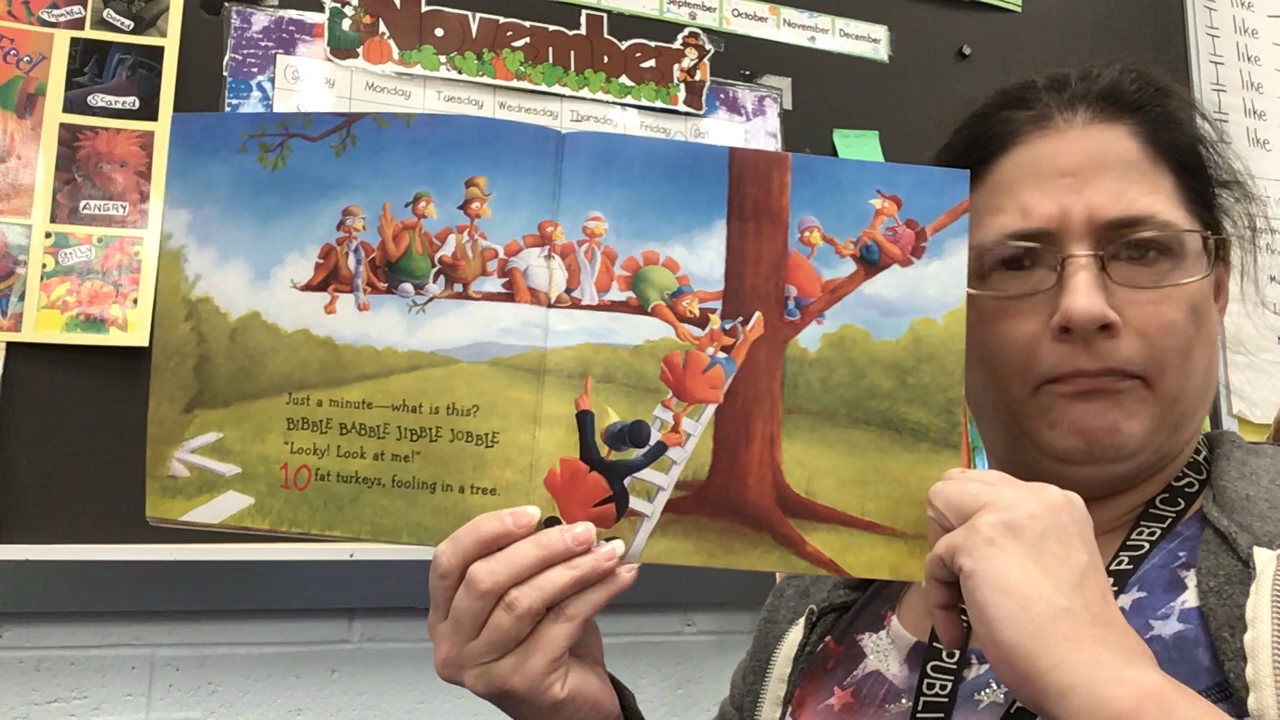 Thankful
Bored
Feel
Scared
ANGRY
Silly
September
October
November
December
November
Monday
Tuesday
Wednesday
Thursday
Friday
like
I like
I like
I like
I like
like
Just a minute—what is this?
BIBBLE BABBLE JIBBLE JOBBLE
"Looky! Look at me!"
10 fat turkeys, fooling in a tree.
PUBLIC
PUBLI